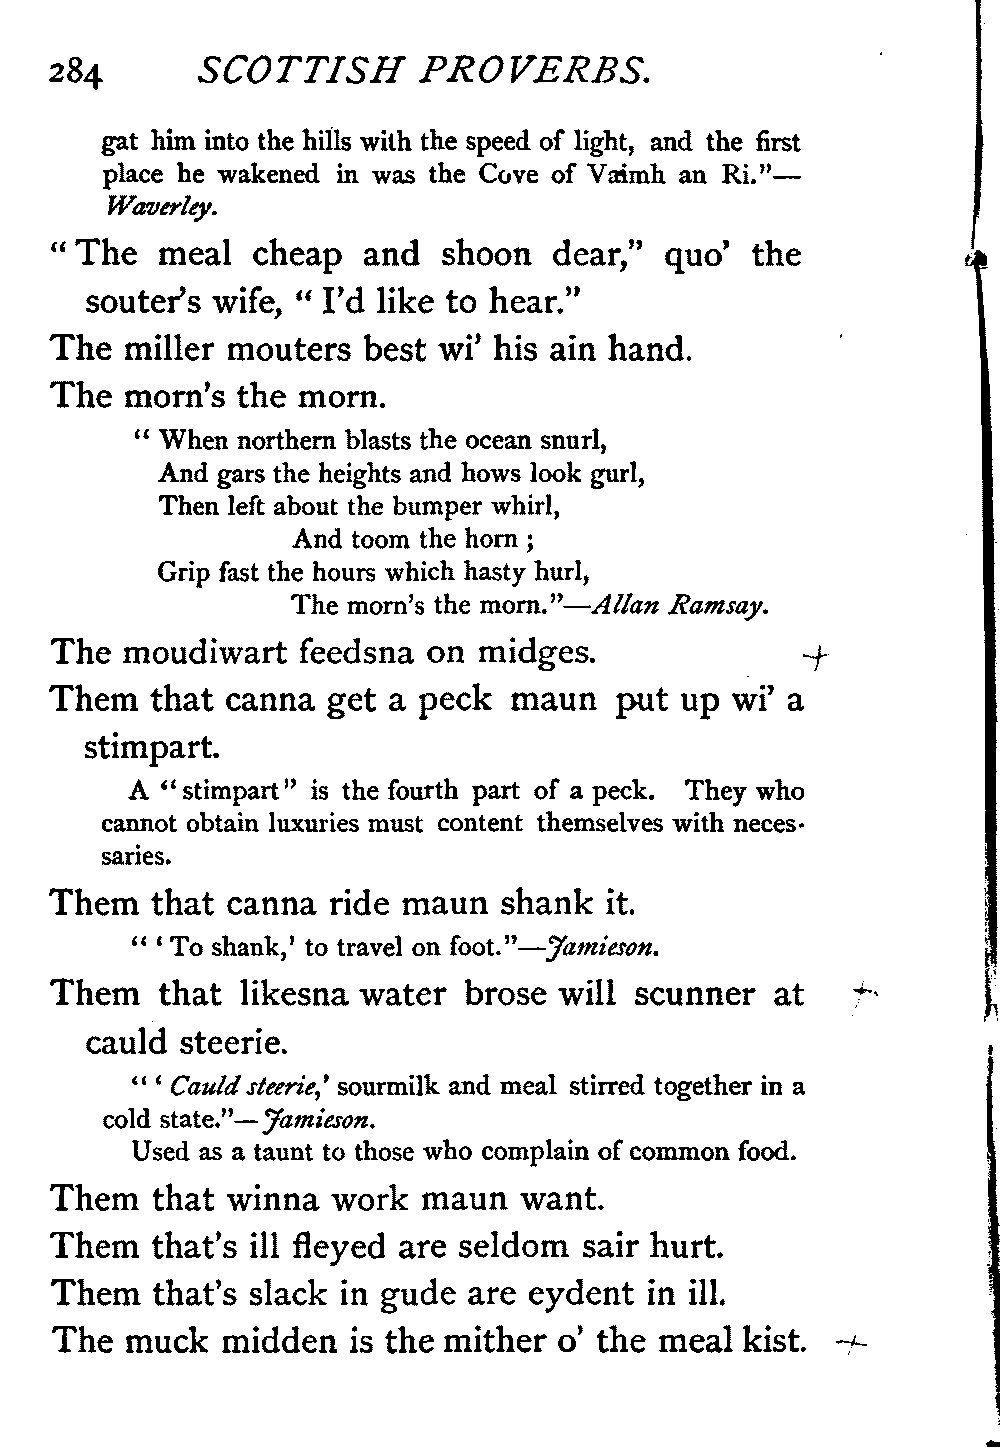 284 SCOTTISH PROVERBS.
gat him into the hills with the speed of light, and the first
place he wakened in was the Cove of Vaimh an Ri."—
Waverley.
"The meal cheap and shoon dear," quo' the
souter's wife, "I'd like to hear."
The miller mouters best wi' his ain hand.
The morn's the morn.
"When northern blasts the ocean snurl,
And gars the heights and hows look gurl,
Then left about the bumper whirl,
And toom the horn ;
Grip fast the hours which hasty hurl,
The morn's the morn."—Allan Ramsay.
The moudiwart feedsna on midges.
Them that canna get a peck maun put up wi' a
stimpart.
A "stimpart" is the fourth part of a peck. They who
cannot obtain luxuries must content themselves with neces-
saries.
Them that canna ride maun shank it.
"'To shank,' to travel on foot."—Jamieson.
Them that likesna water brose will scunner at
cauld steerie.
"'Cauld steerie,' sourmilk and meal stirred together in a
cold state."—Jamieson.
Used as a taunt to those who complain of common food.
Them that winna work maun want.
Them that's ill fleyed are seldom sair hurt.
Them that's slack in gude are eydent in ill.
The muck midden is the mither o' the meal kist.